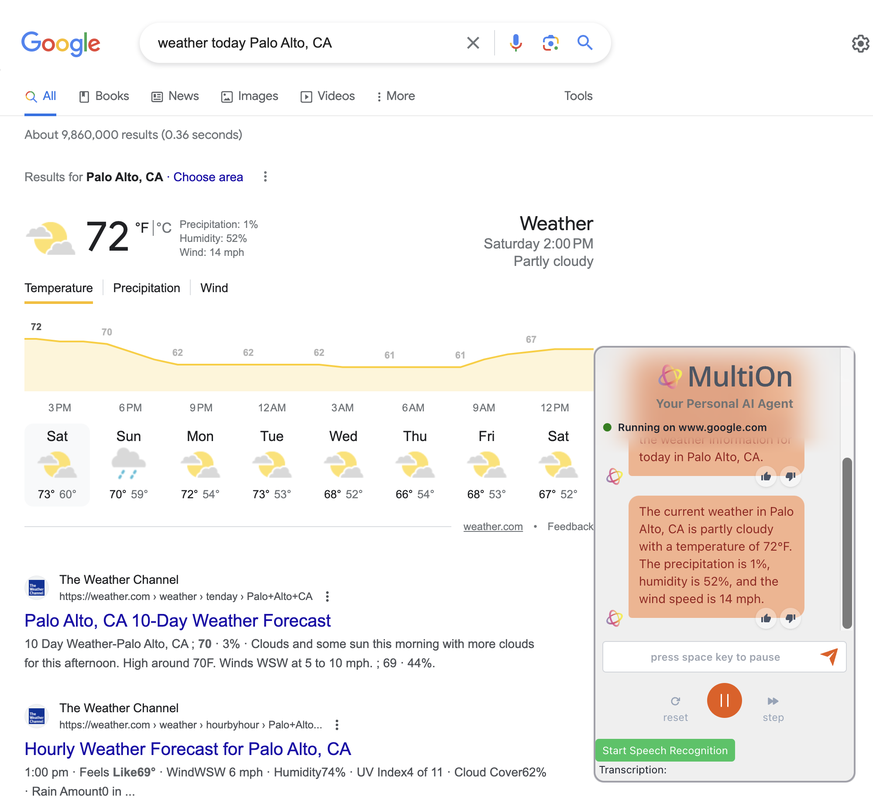 Google
weather today Palo Alto, CA
All
Books
News
Images
Videos
More
Tools
About 9,860,000 results (0.36 seconds)
Results for Palo Alto, CA · Choose area
72 °F | °C
Precipitation: 1%
Humidity: 52%
Wind: 14 mph
Weather
Saturday 2:00 PM
Partly cloudy
Temperature
Precipitation
Wind
72 70 62 62 62 61 61 67
3 PM 6 PM 9 PM 12 AM 3 AM 6 AM 9 AM 12 PM
Sat Sun Mon Tue Wed Thu Fri Sat
73° 60° 70° 59° 72° 54° 73° 53° 68° 52° 66° 54° 68° 53° 67° 52°
weather.com • Feedback
The Weather Channel
https://weather.com › weather › tenday › Palo+Alto+CA
Palo Alto, CA 10-Day Weather Forecast
10 Day Weather-Palo Alto, CA ; 70 · 3% · Clouds and some sun this morning with more clouds
for this afternoon. High around 70F. Winds WSW at 5 to 10 mph. ; 69 · 44%.
The Weather Channel
https://weather.com › weather › hourbyhour › Palo+Alto...
Hourly Weather Forecast for Palo Alto, CA
1:00 pm · Feels Like69° · WindWSW 6 mph · Humidity74% · UV Index4 of 11 · Cloud Cover62%
· Rain Amount0 in ...
MultiOn
Your Personal AI Agent
Running on www.google.com
the weather information for
today in Palo Alto, CA.
The current weather in Palo
Alto, CA is partly cloudy
with a temperature of 72°F.
The precipitation is 1%,
humidity is 52%, and the
wind speed is 14 mph.
press space key to pause
reset
step
Start Speech Recognition
Transcription: